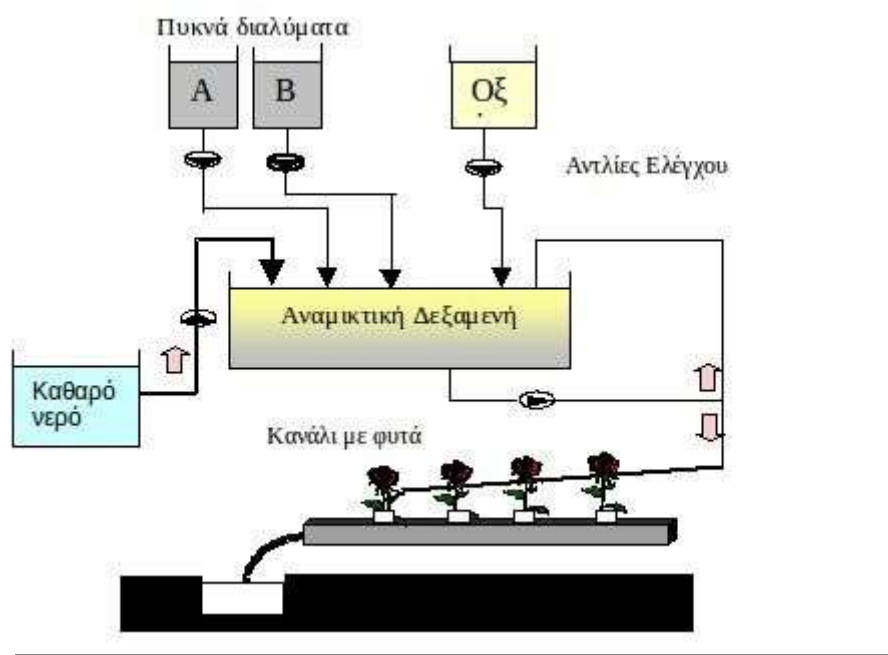 Πυκνά διαλύματα
Α Β Οξ.
Αντλίες Ελέγχου
Αναμικτική Δεξαμενή
Καθαρό
νερό
Κανάλι με φυτά